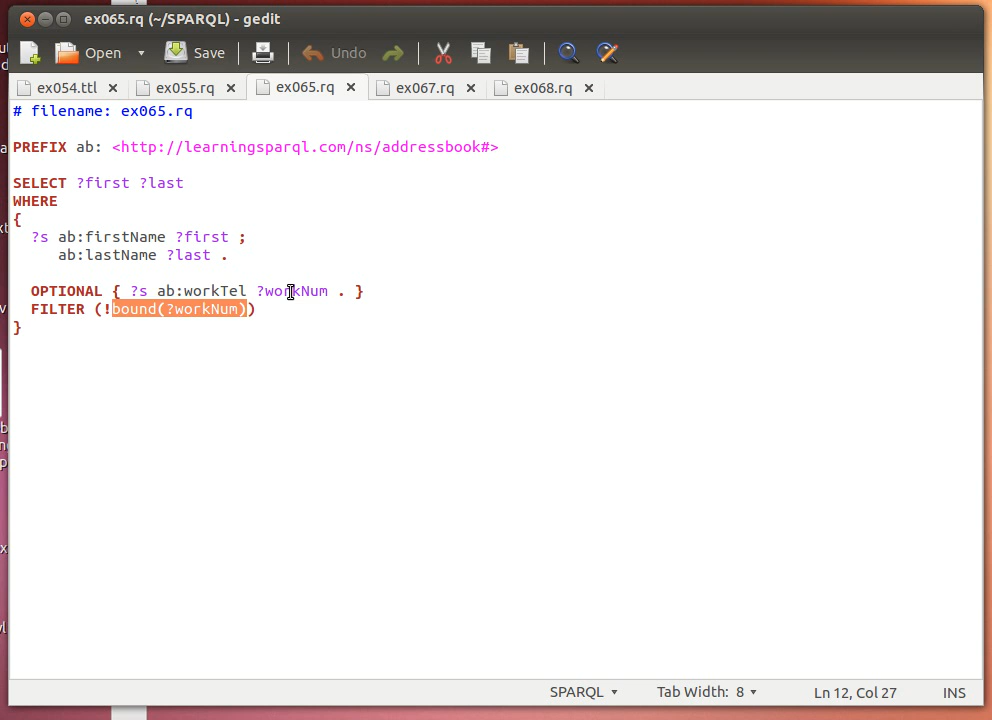 ex065.rq (~/SPARQL) - gedit
Open Save Undo
ex054.ttl ex055.rq ex065.rq ex067.rq ex068.rq
# filename: ex065.rq
PREFIX ab: <http://learningsparql.com/ns/addressbook#>
SELECT ?first ?last
WHERE
{
?s ab:firstName ?first ;
ab:lastName ?last .
OPTIONAL { ?s ab:workTel ?workNum . }
FILTER (!bound(?workNum))
}
SPARQL Tab Width: 8 Ln 12, Col 27 INS